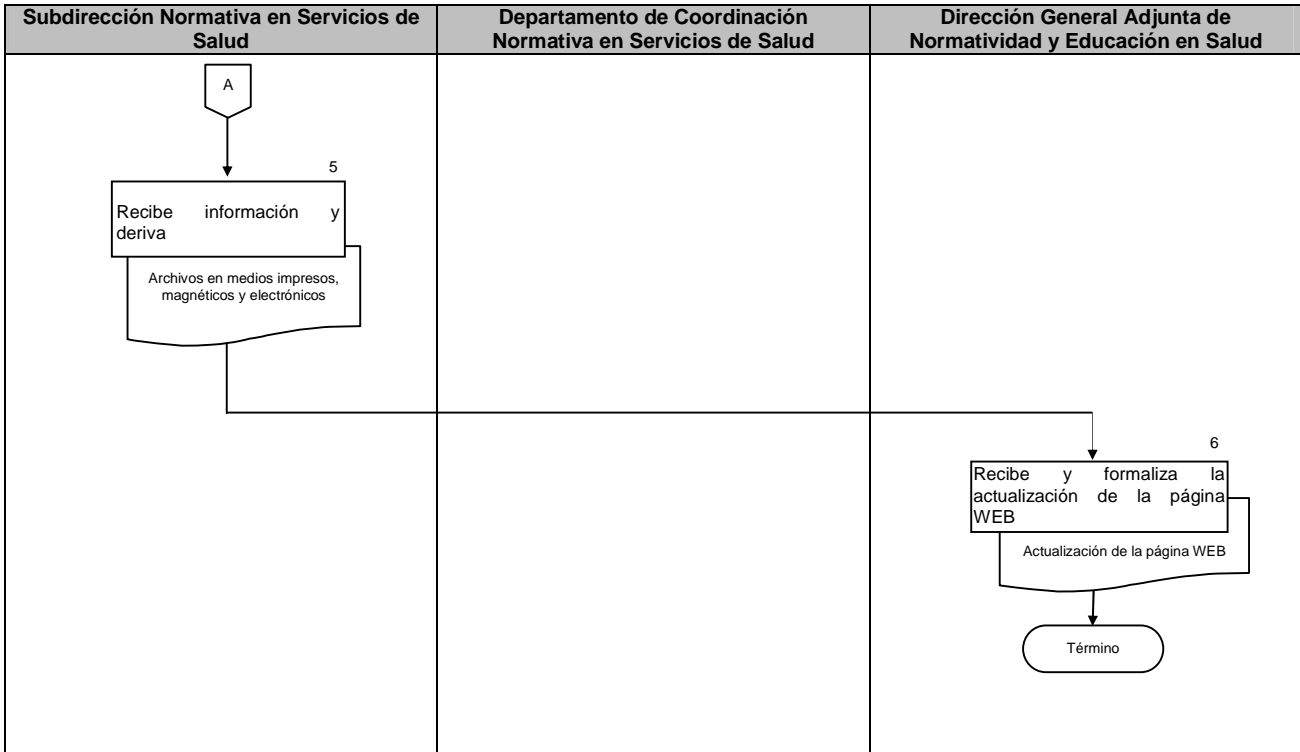 Subdirección Normativa en Servicios de
Salud
Departamento de Coordinación
Normativa en Servicios de Salud
Dirección General Adjunta de
Normatividad y Educación en Salud
A
5
Recibe información y
deriva
Archivos en medios impresos,
magnéticos y electrónicos
6
Recibe y formaliza la
actualización de la página
WEB
Actualización de la página WEB
Término